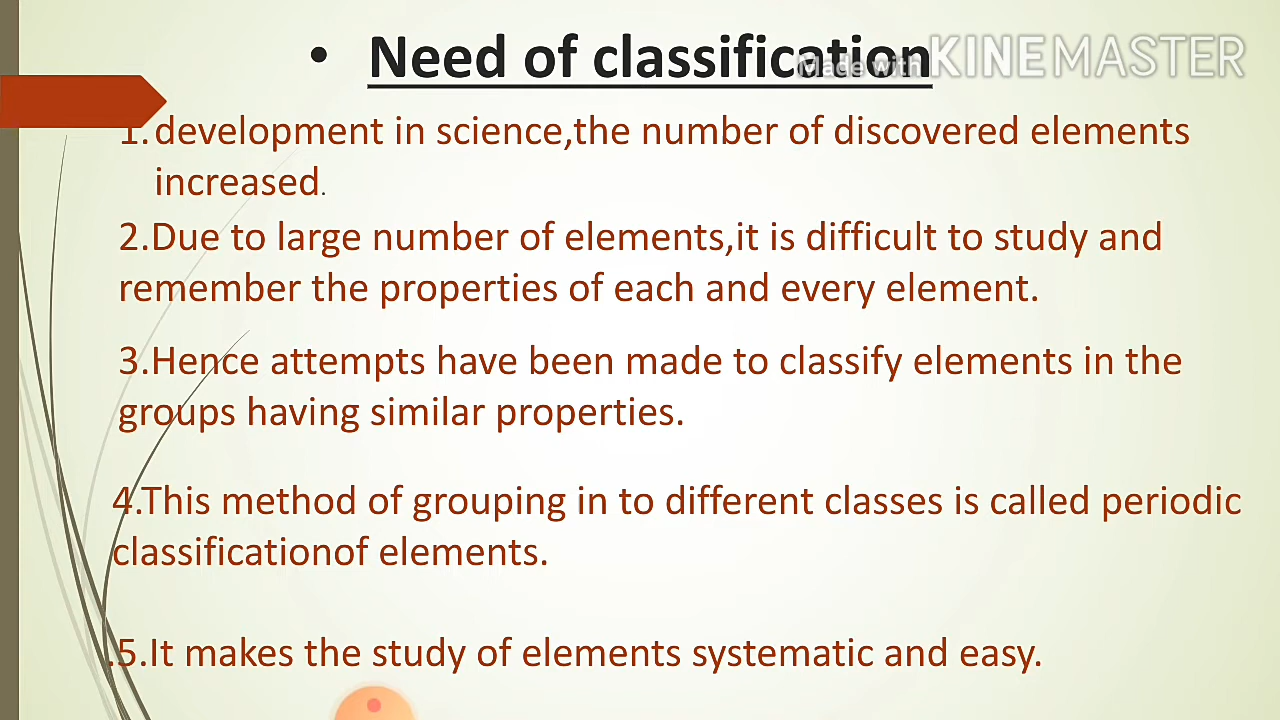 • Need of classification
Made with KINEMASTER
1. development in science,the number of discovered elements
increased.
2.Due to large number of elements,it is difficult to study and
remember the properties of each and every element.
3.Hence attempts have been made to classify elements in the
groups having similar properties.
4.This method of grouping in to different classes is called periodic
classificationof elements.
.5.It makes the study of elements systematic and easy.